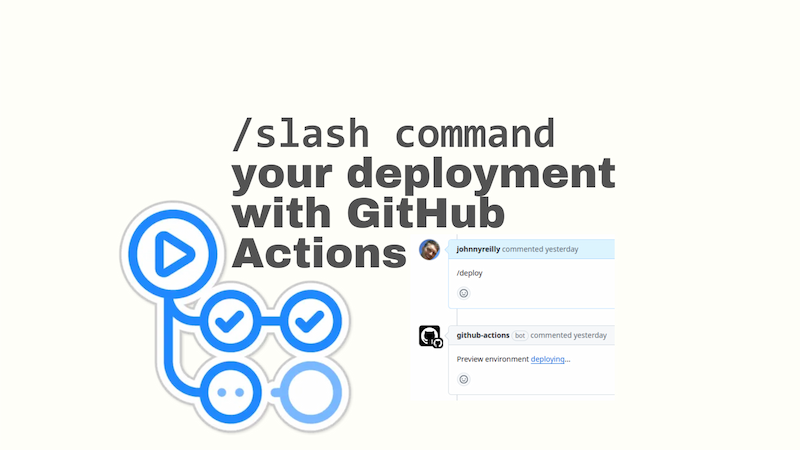 /slash command
your deployment
with GitHub
Actions
johnnyreilly commented yesterday
/deploy
github-actions bot commented yesterday
Preview environment deploying...